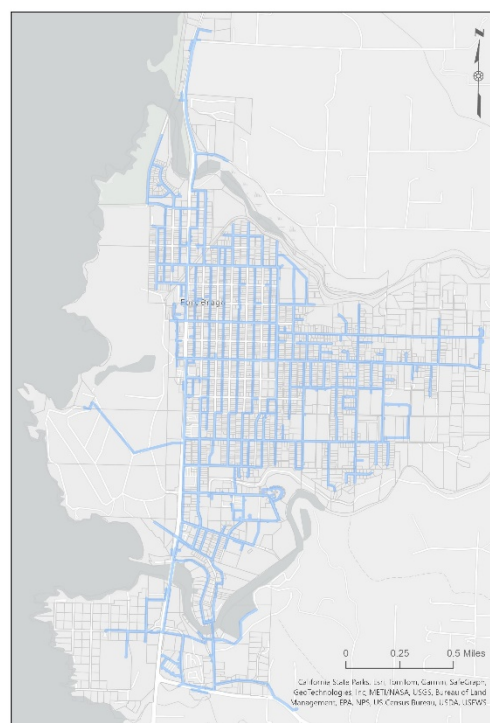 N
Fort Bragg
0 0.25 0.5 Miles
California State Parks, Esri, TomTom, Garmin, SafeGraph,
GeoTechnologies, Inc, METI/NASA, USGS, Bureau of Land
Management, EPA, NPS, US Census Bureau, USDA, USFWS